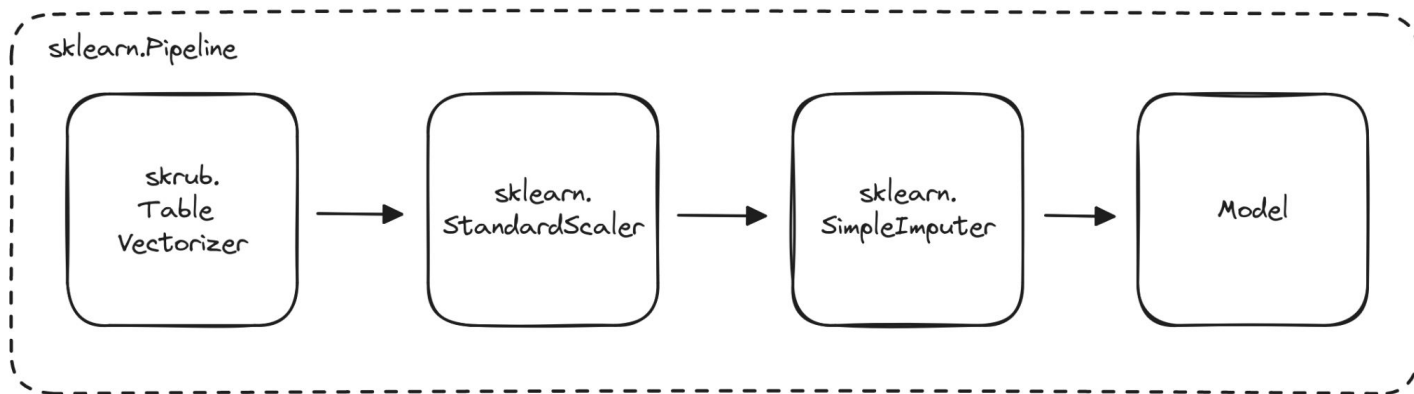 sklearn.Pipeline
skrub.
Table
Vectorizer
sklearn.
StandardScaler
sklearn.
SimpleImputer
Model